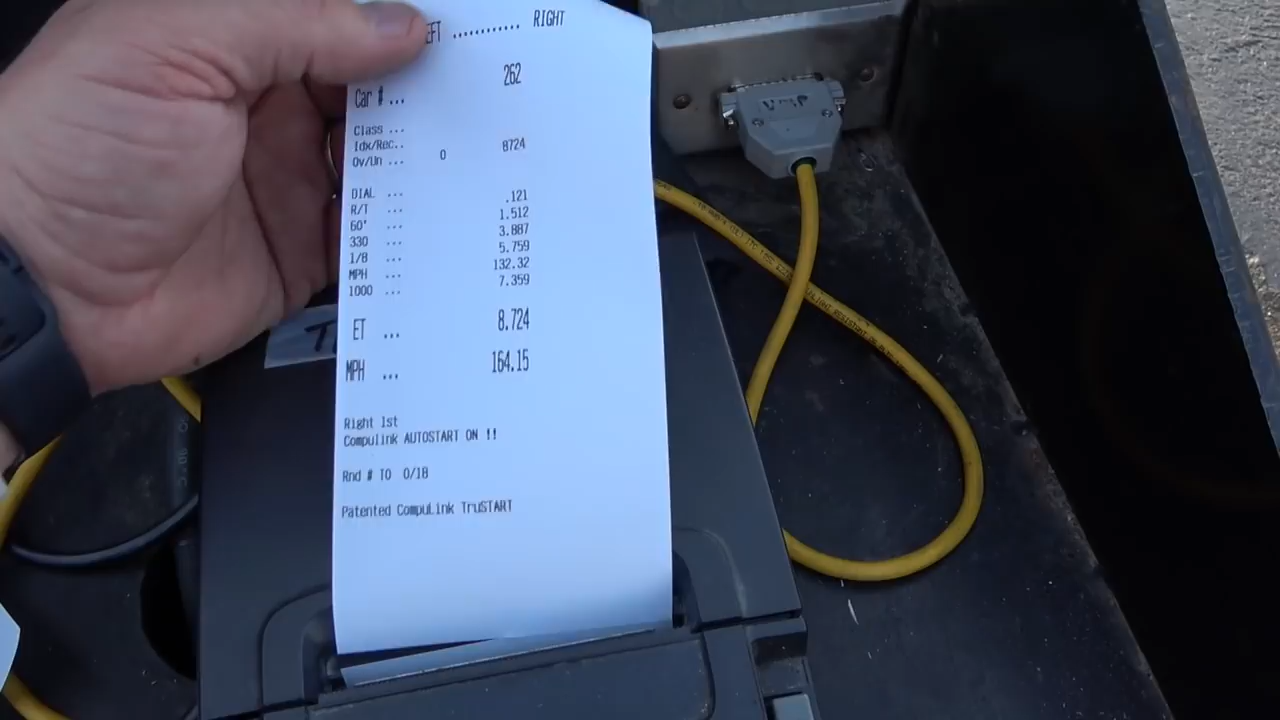 EFT ............ RIGHT
Car # ... 262
Class ...
Idx/Rec..
Ov/Un ... 0 8724
DIAL ...
R/T ... .121
60' ... 1.512
330 ... 3.887
1/8 ... 5.759
MPH ... 132.32
1000 ... 7.359
ET ... 8.724
MPH ... 164.15
Right 1st
Compulink AUTOSTART ON !!
Rnd # TO 0/18
Patented CompuLink TruSTART